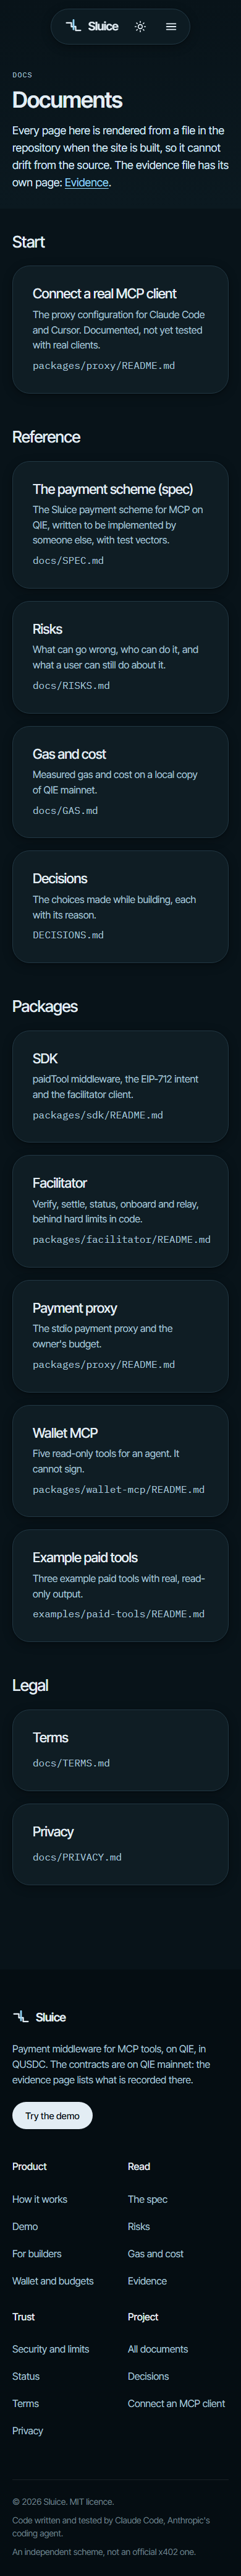 Sluice
DOCS
Documents
Every page here is rendered from a file in the
repository when the site is built, so it cannot
drift from the source. The evidence file has its
own page: Evidence.
Start
Connect a real MCP client
The proxy configuration for Claude Code
and Cursor. Documented, not yet tested
with real clients.
packages/proxy/README.md
Reference
The payment scheme (spec)
The Sluice payment scheme for MCP on
QIE, written to be implemented by
someone else, with test vectors.
docs/SPEC.md
Risks
What can go wrong, who can do it, and
what a user can still do about it.
docs/RISKS.md
Gas and cost
Measured gas and cost on a local copy
of QIE mainnet.
docs/GAS.md
Decisions
The choices made while building, each
with its reason.
DECISIONS.md
Packages
SDK
paidTool middleware, the EIP-712 intent
and the facilitator client.
packages/sdk/README.md
Facilitator
Verify, settle, status, onboard and relay,
behind hard limits in code.
packages/facilitator/README.md
Payment proxy
The stdio payment proxy and the
owner's budget.
packages/proxy/README.md
Wallet MCP
Five read-only tools for an agent. It
cannot sign.
packages/wallet-mcp/README.md
Example paid tools
Three example paid tools with real, read-
only output.
examples/paid-tools/README.md
Legal
Terms
docs/TERMS.md
Privacy
docs/PRIVACY.md
Sluice
Payment middleware for MCP tools, on QIE, in
QUSDC. The contracts are on QIE mainnet: the
evidence page lists what is recorded there.
Try the demo
Product
How it works
Demo
For builders
Wallet and budgets
Read
The spec
Risks
Gas and cost
Evidence
Trust
Security and limits
Status
Terms
Privacy
Project
All documents
Decisions
Connect an MCP client
© 2026 Sluice. MIT licence.
Code written and tested by Claude Code, Anthropic's
coding agent.
An independent scheme, not an official x402 one.